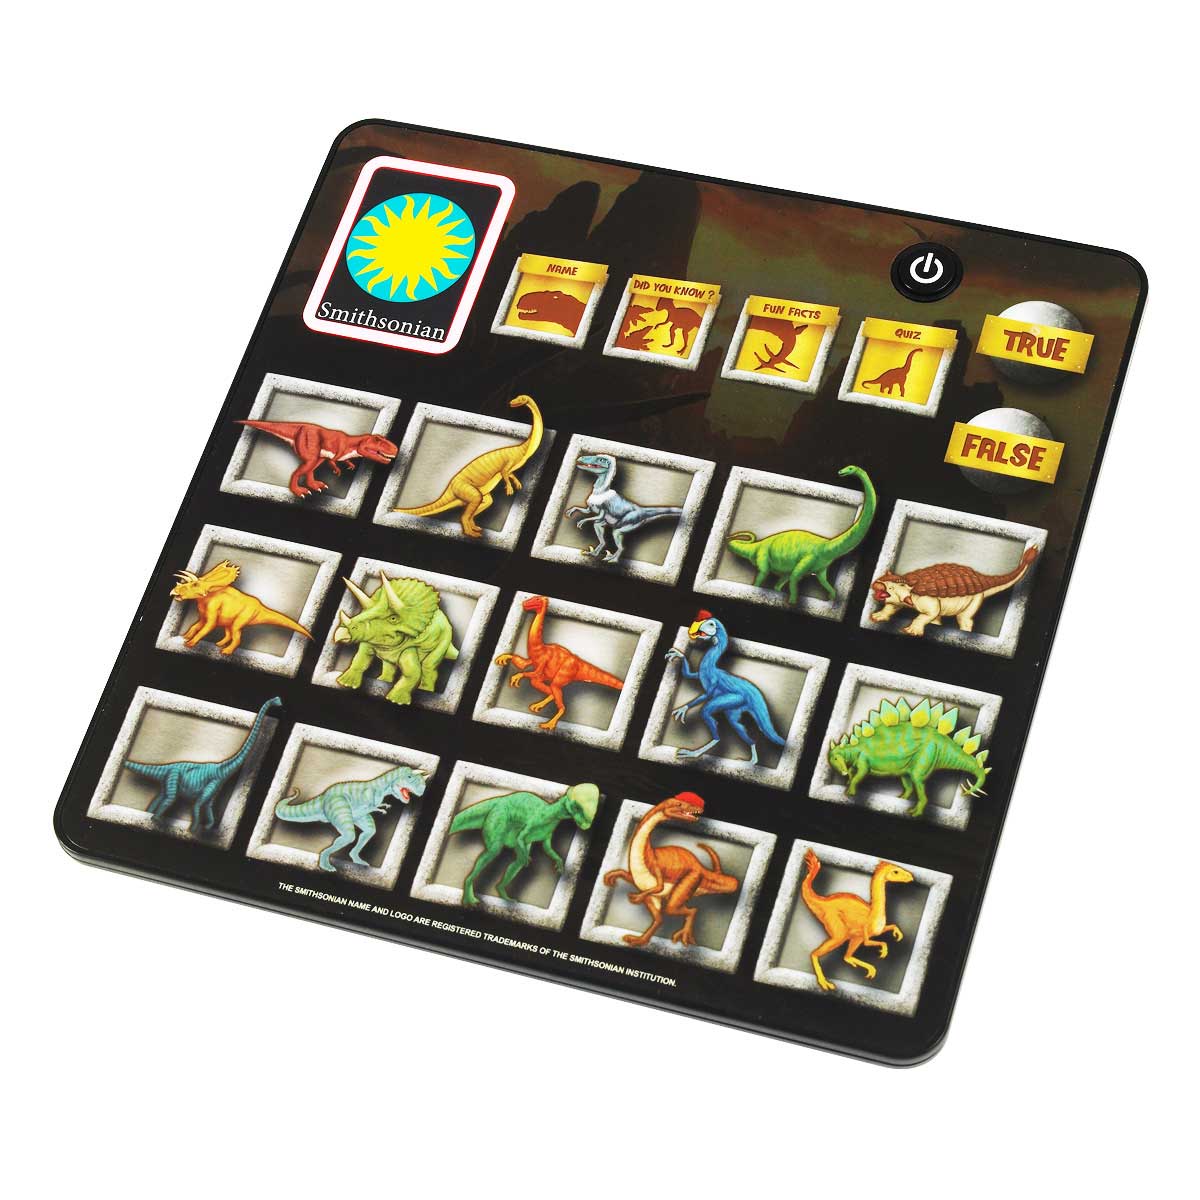 Smithsonian
NAME
DID YOU KNOW ?
FUN FACTS
QUIZ
TRUE
FALSE
THE SMITHSONIAN NAME AND LOGO ARE REGISTERED TRADEMARKS OF THE SMITHSONIAN INSTITUTION.